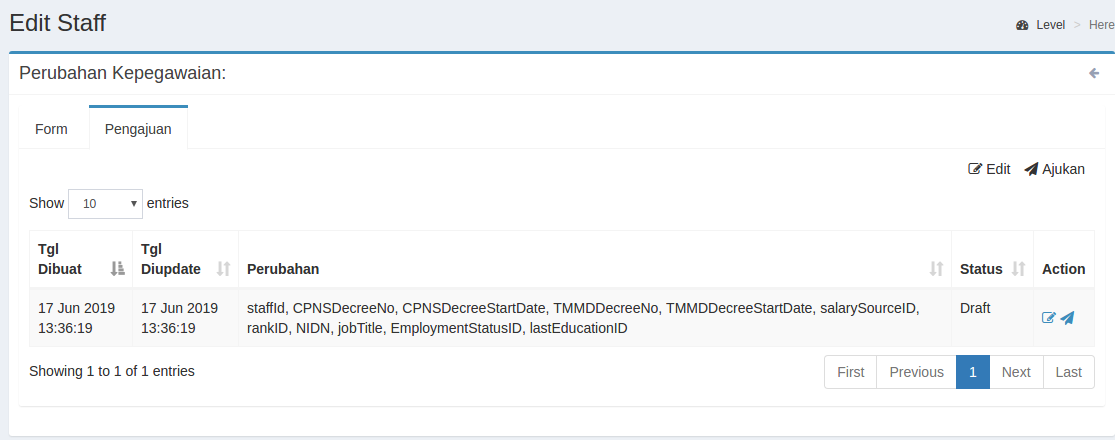 Edit Staff
Level > Here
Perubahan Kepegawaian:
Form Pengajuan
Edit Ajukan
Show 10 entries
Tgl Dibuat Tgl Diupdate Perubahan Status Action
17 Jun 2019 17 Jun 2019 staffId, CPNSDecreeNo, CPNSDecreeStartDate, TMMDDecreeNo, TMMDDecreeStartDate, salarySourceID, Draft
13:36:19 13:36:19 rankID, NIDN, jobTitle, EmploymentStatusID, lastEducationID
Showing 1 to 1 of 1 entries First Previous 1 Next Last